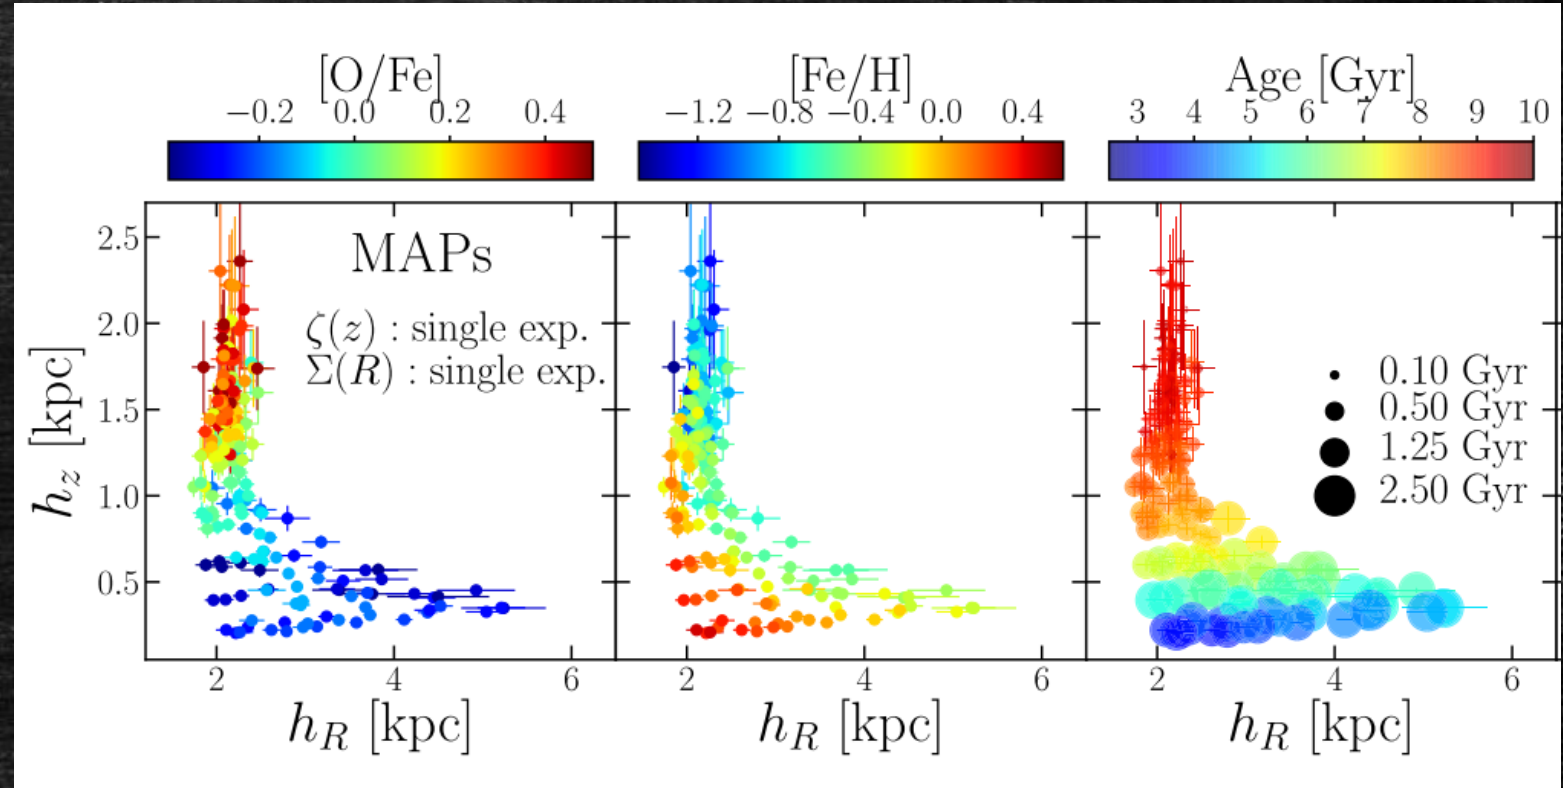 [O/Fe]
−0.2 0.0 0.2 0.4
[Fe/H]
−1.2 −0.8 −0.4 0.0 0.4
Age [Gyr]
3 4 5 6 7 8 9 10
MAPs
ζ(z) : single exp.
Σ(R) : single exp.
0.10 Gyr
0.50 Gyr
1.25 Gyr
2.50 Gyr
h_z [kpc]
2.5
2.0
1.5
1.0
0.5
2 4 6
2 4 6
2 4 6
h_R [kpc]
h_R [kpc]
h_R [kpc]